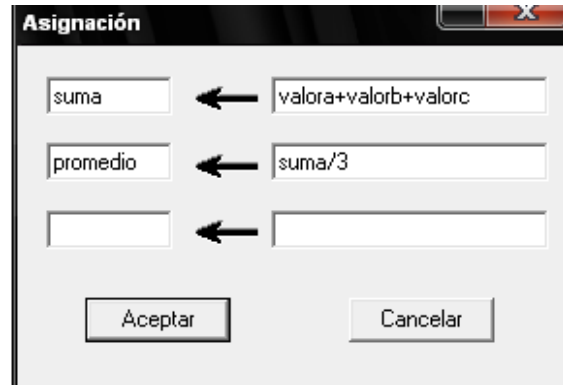 Asignación
suma valora+valorb+valorc
promedio suma/3
Aceptar Cancelar